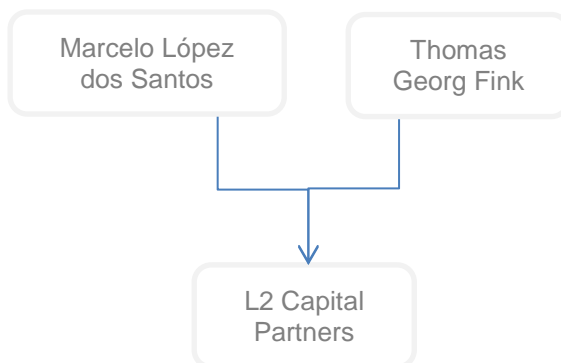 Marcelo López
dos Santos
Thomas
Georg Fink
L2 Capital
Partners